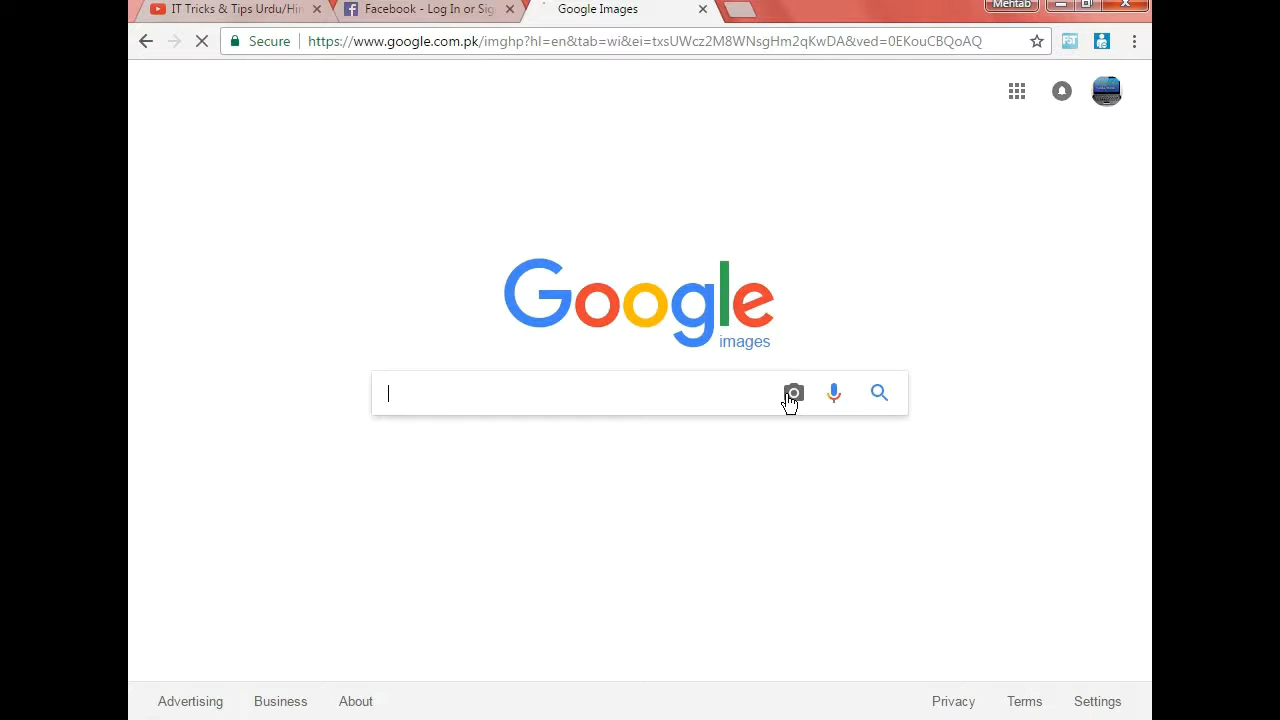 IT Tricks & Tips Urdu/Hin
Facebook - Log In or Sig
Google Images
Mehtab
Secure
https://www.google.com.pk/imghp?hl=en&tab=wi&ei=txsUWcz2M8WNsgHm2qKwDA&ved=0EKouCBQoAQ
Google
images
Advertising
Business
About
Privacy
Terms
Settings